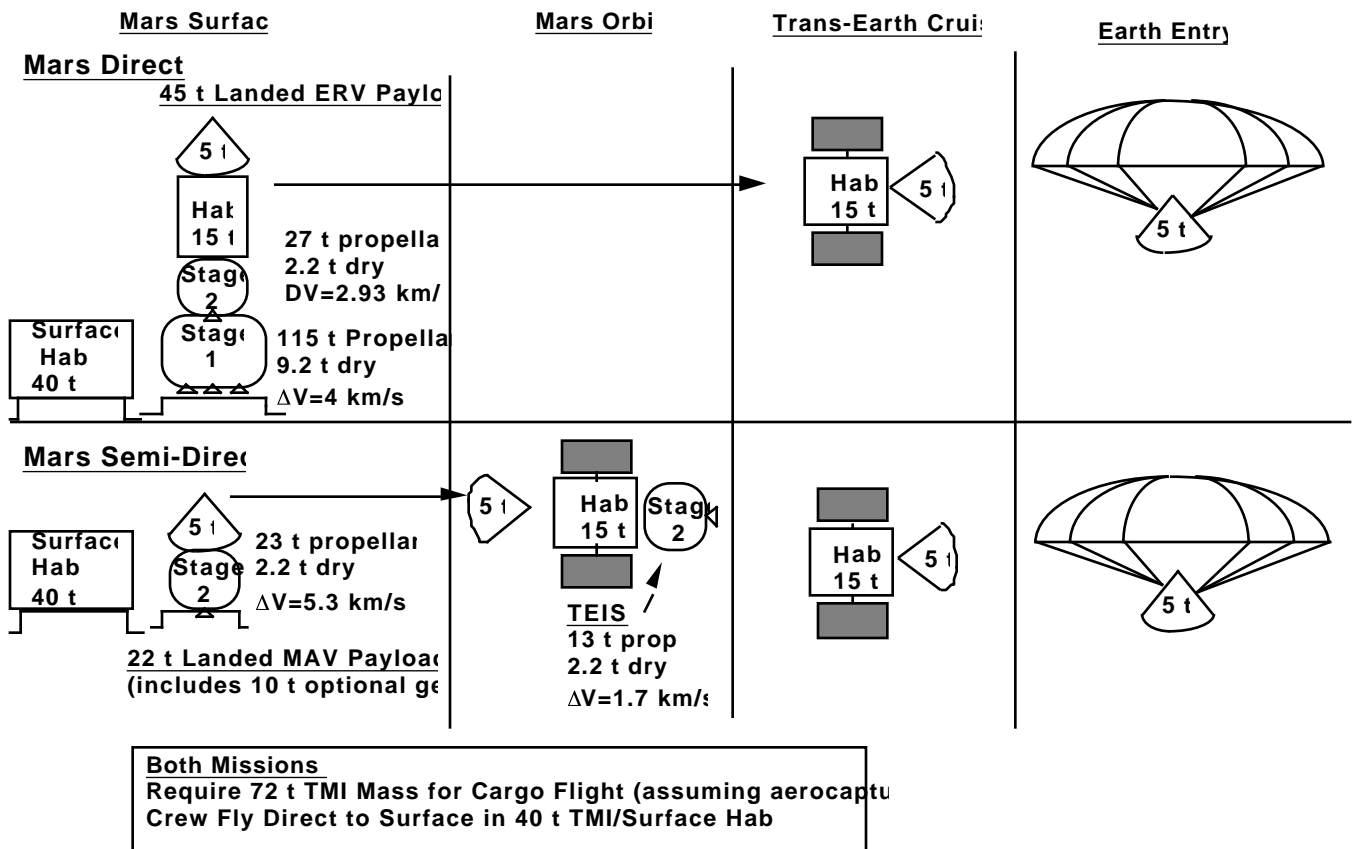 Mars Surfac
Mars Orbi
Trans-Earth Crui
Earth Entry
Mars Direct
45 t Landed ERV Paylo
5 t
Hab
15 t
Stage
2
27 t propella
2.2 t dry
DV=2.93 km/
Surface
Hab
40 t
Stage
1
115 t Propella
9.2 t dry
ΔV=4 km/s
Hab
15 t
5 t
5 t
Mars Semi-Direc
5 t
Surface
Hab
40 t
Stage
2
23 t propellan
2.2 t dry
ΔV=5.3 km/s
22 t Landed MAV Payload
(includes 10 t optional ge
5 t
Hab
15 t
Stage
2
TEIS
13 t prop
2.2 t dry
ΔV=1.7 km/s
Hab
15 t
5 t
5 t
Both Missions
Require 72 t TMI Mass for Cargo Flight (assuming aerocaptu
Crew Fly Direct to Surface in 40 t TMI/Surface Hab